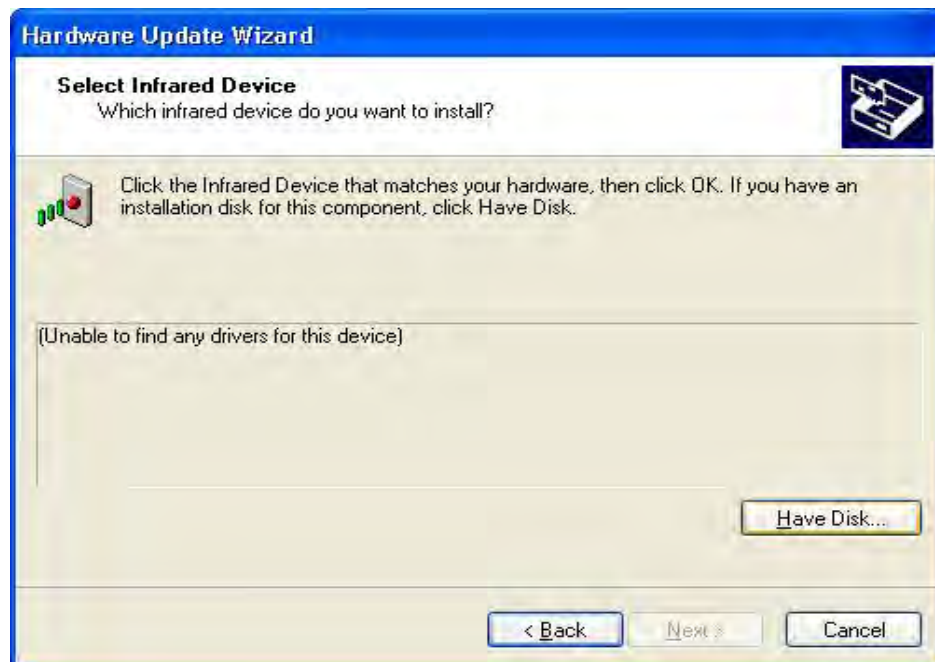 Hardware Update Wizard
Select Infrared Device
Which infrared device do you want to install?
Click the Infrared Device that matches your hardware, then click OK. If you have an
installation disk for this component, click Have Disk.
(Unable to find any drivers for this device)
Have Disk...
< Back
Next >
Cancel